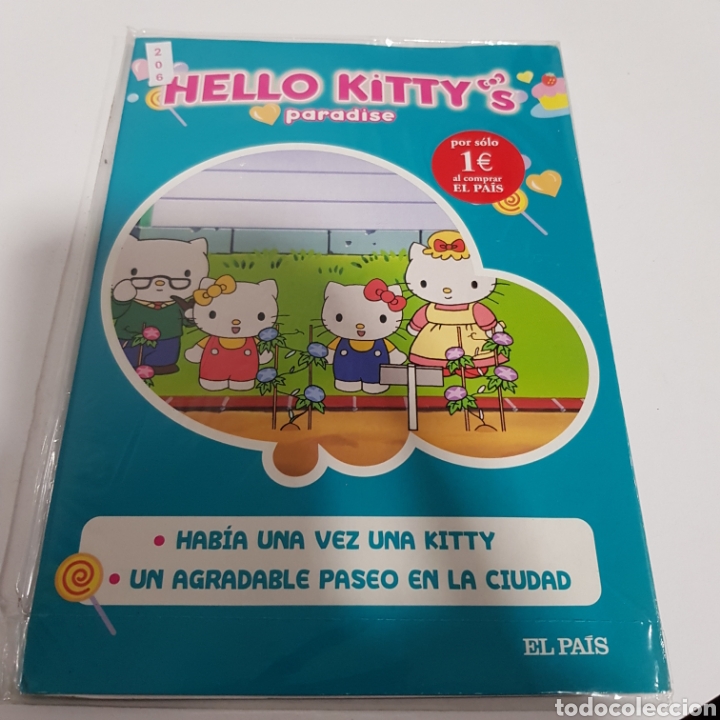 206
HELLO KITTY's
paradise
por sólo
1€
al comprar
EL PAÍS
• HABÍA UNA VEZ UNA KITTY
• UN AGRADABLE PASEO EN LA CIUDAD
EL PAÍS
todocoleccion